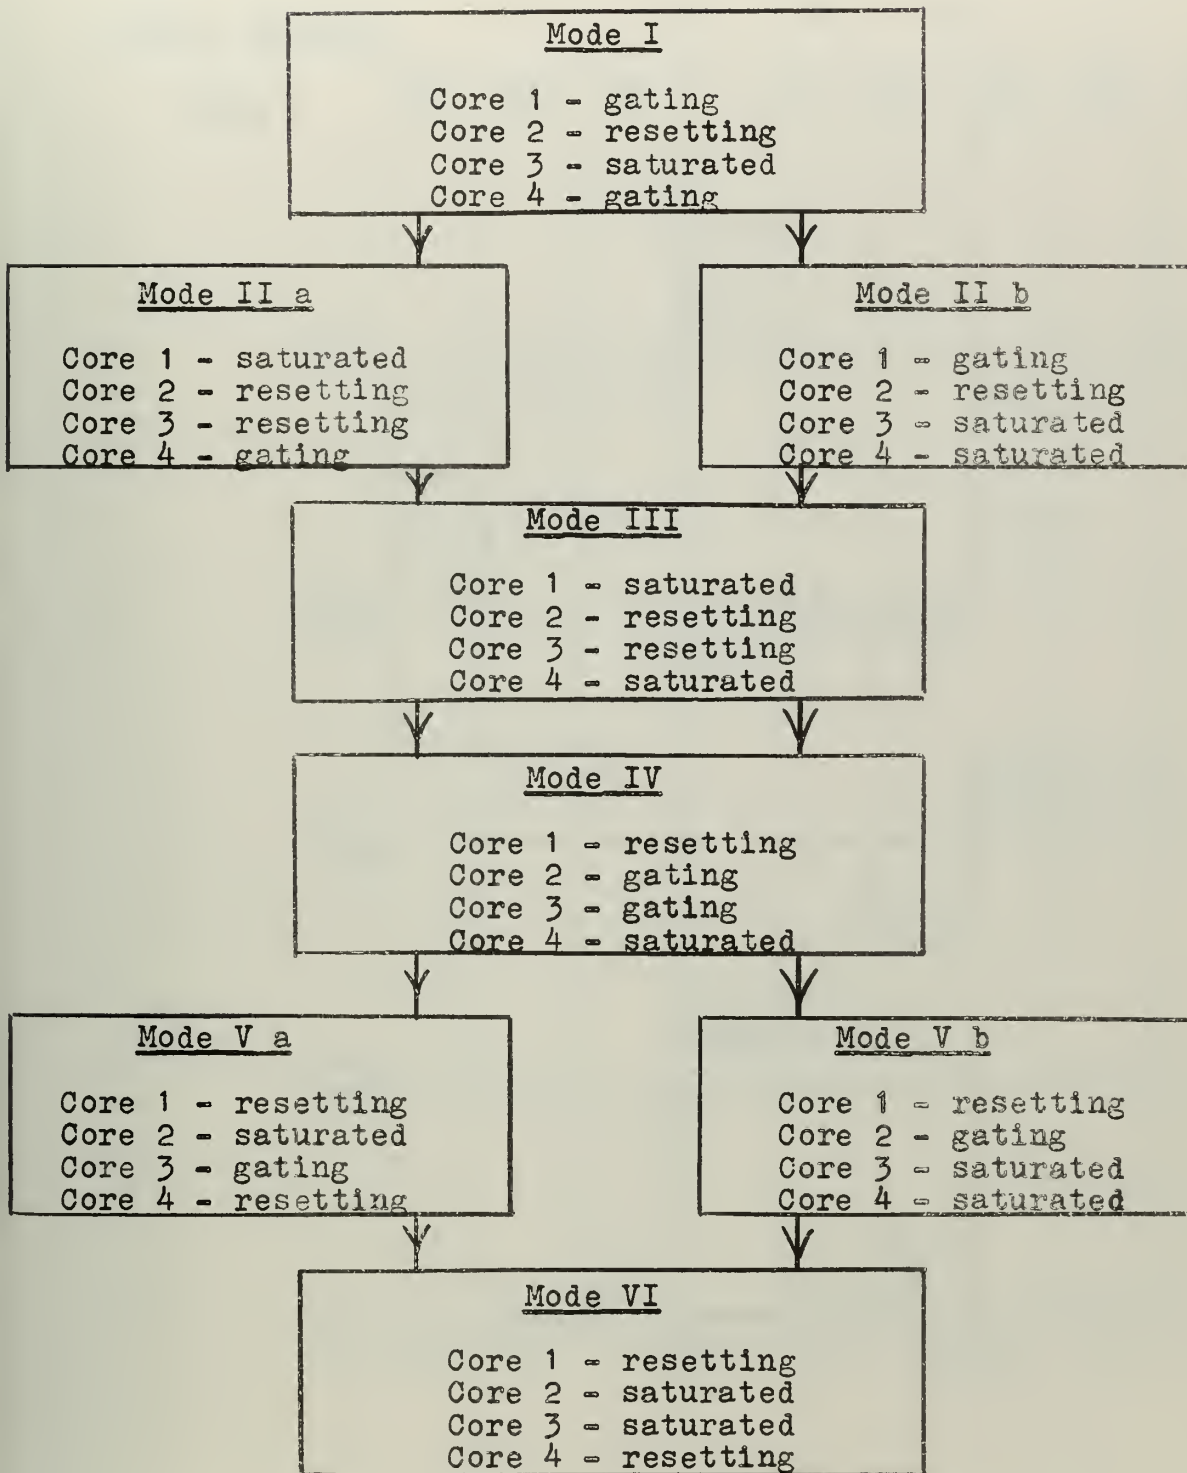 Mode I
Core 1 - gating
Core 2 - resetting
Core 3 - saturated
Core 4 - gating
Mode II a
Core 1 - saturated
Core 2 - resetting
Core 3 - resetting
Core 4 - gating
Mode II b
Core 1 - gating
Core 2 - resetting
Core 3 - saturated
Core 4 - saturated
Mode III
Core 1 - saturated
Core 2 - resetting
Core 3 - resetting
Core 4 - saturated
Mode IV
Core 1 - resetting
Core 2 - gating
Core 3 - gating
Core 4 - saturated
Mode V a
Core 1 - resetting
Core 2 - saturated
Core 3 - gating
Core 4 - resetting
Mode V b
Core 1 - resetting
Core 2 - gating
Core 3 - saturated
Core 4 - saturated
Mode VI
Core 1 - resetting
Core 2 - saturated
Core 3 - saturated
Core 4 - resetting